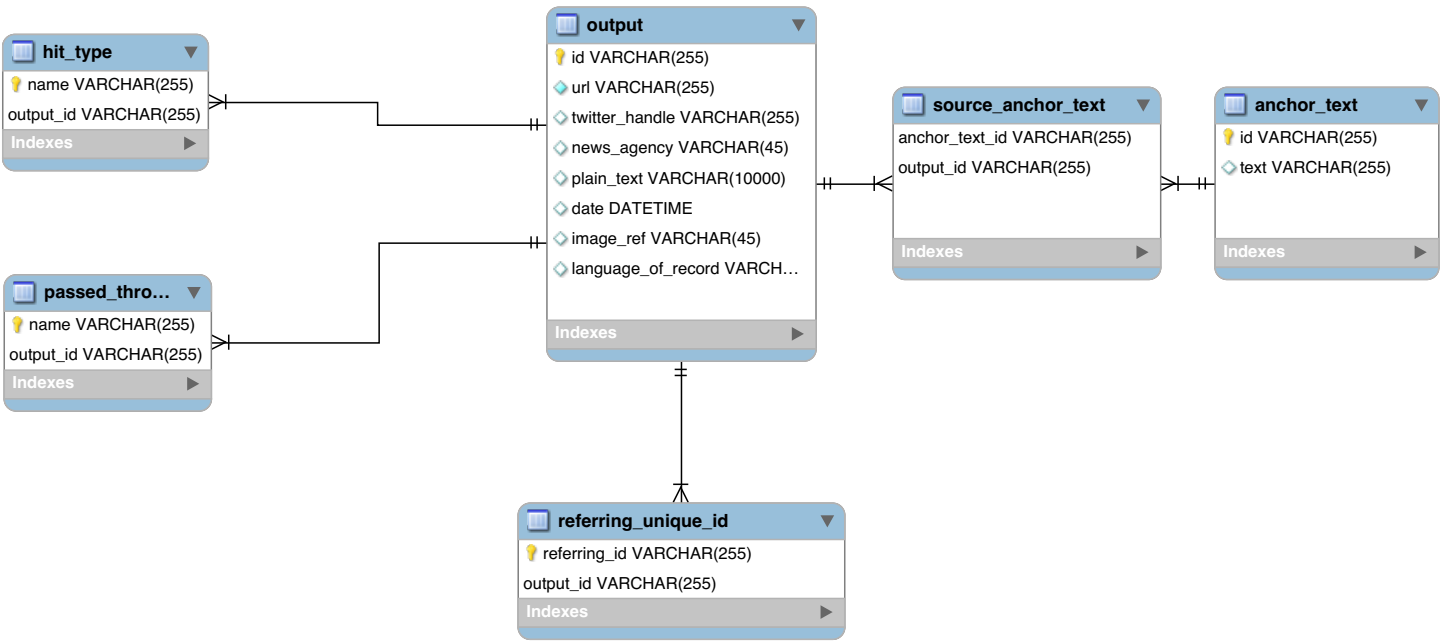 hit_type
name VARCHAR(255)
output_id VARCHAR(255)
Indexes
passed_thro...
name VARCHAR(255)
output_id VARCHAR(255)
Indexes
output
id VARCHAR(255)
url VARCHAR(255)
twitter_handle VARCHAR(255)
news_agency VARCHAR(45)
plain_text VARCHAR(10000)
date DATETIME
image_ref VARCHAR(45)
language_of_record VARCH...
Indexes
source_anchor_text
anchor_text_id VARCHAR(255)
output_id VARCHAR(255)
Indexes
anchor_text
id VARCHAR(255)
text VARCHAR(255)
Indexes
referring_unique_id
referring_id VARCHAR(255)
output_id VARCHAR(255)
Indexes